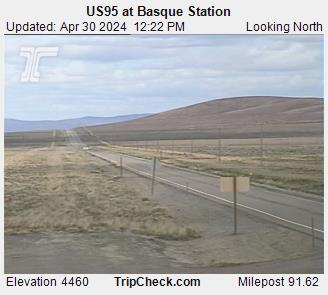 US95 at Basque Station
Updated: Apr 30 2024 12:22 PM Looking North
Elevation 4460 TripCheck.com Milepost 91.62